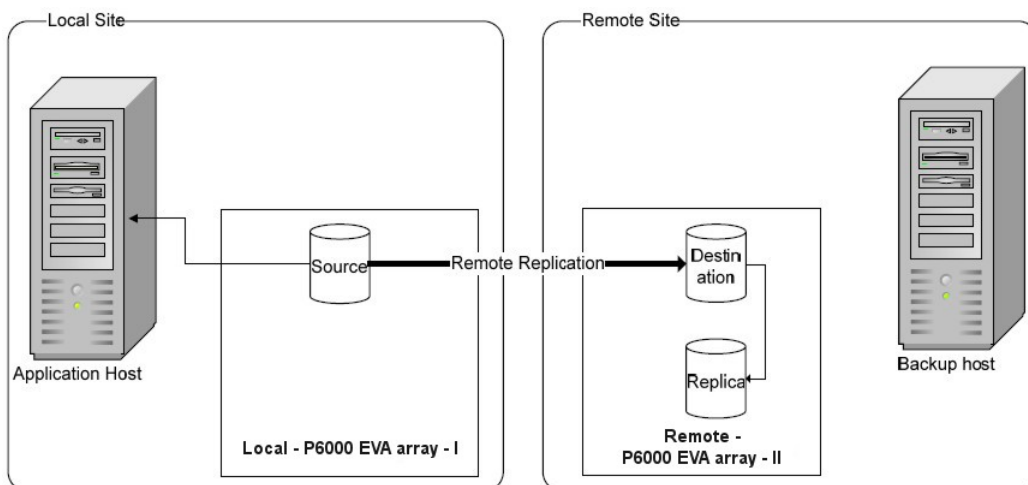 Local Site
Remote Site
Source
Remote Replication
Destin
ation
Application Host
Replica
Backup host
Local - P6000 EVA array - I
Remote -
P6000 EVA array - II